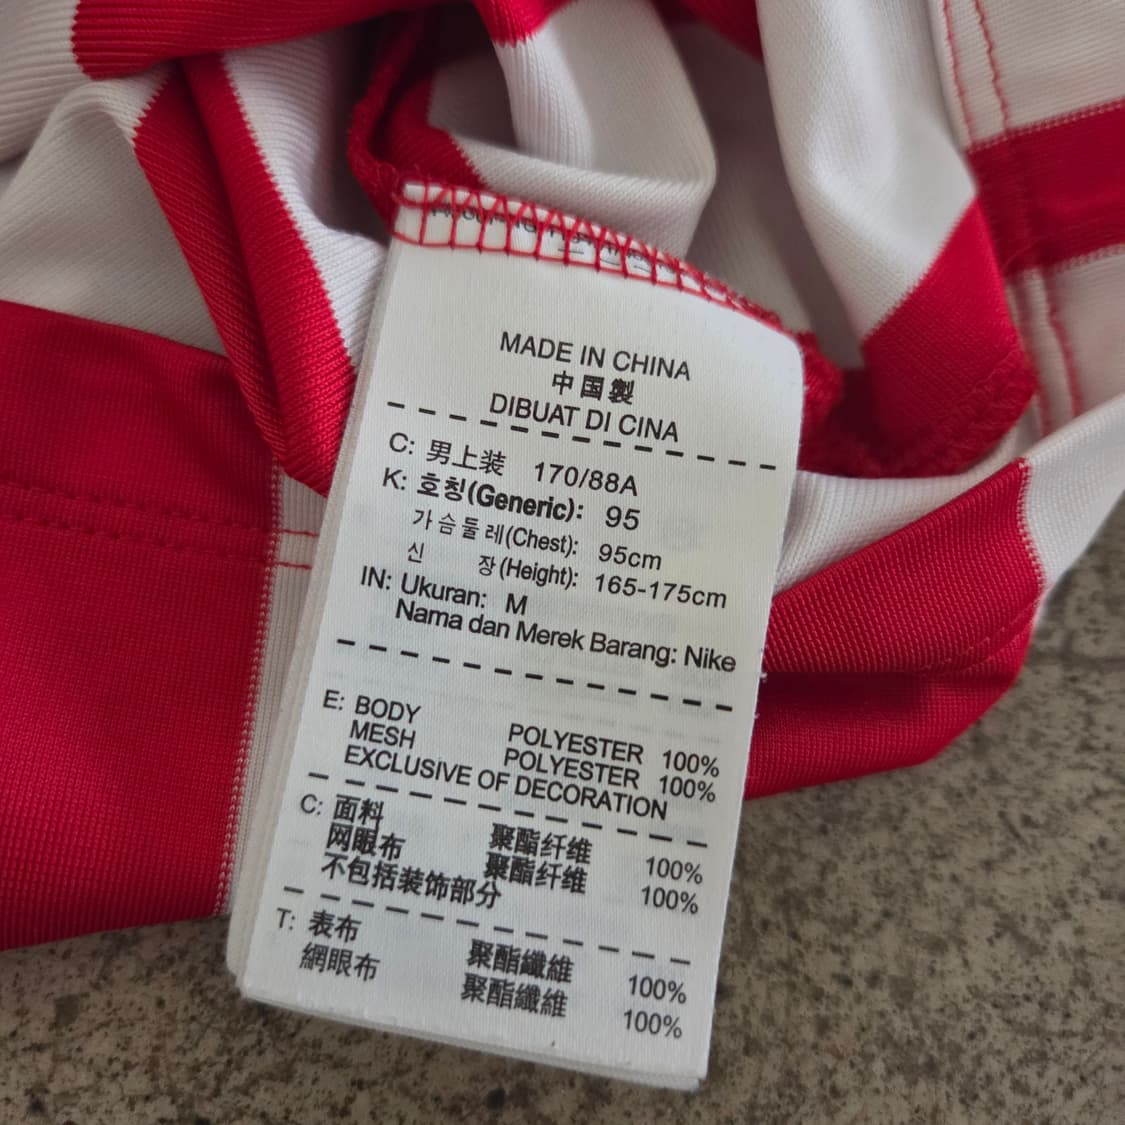 MADE IN CHINA
中国製
DIBUAT DI CINA
C: 男上装 170/88A
K: 호칭(Generic): 95
가슴둘레(Chest): 95cm
신 장(Height): 165-175cm
IN: Ukuran: M
Nama dan Merek Barang: Nike
E: BODY POLYESTER 100%
MESH POLYESTER 100%
EXCLUSIVE OF DECORATION
C: 面料 聚酯纤维 100%
网眼布 聚酯纤维 100%
不包括装饰部分
T: 表布 聚酯纖維 100%
網眼布 聚酯纖維 100%